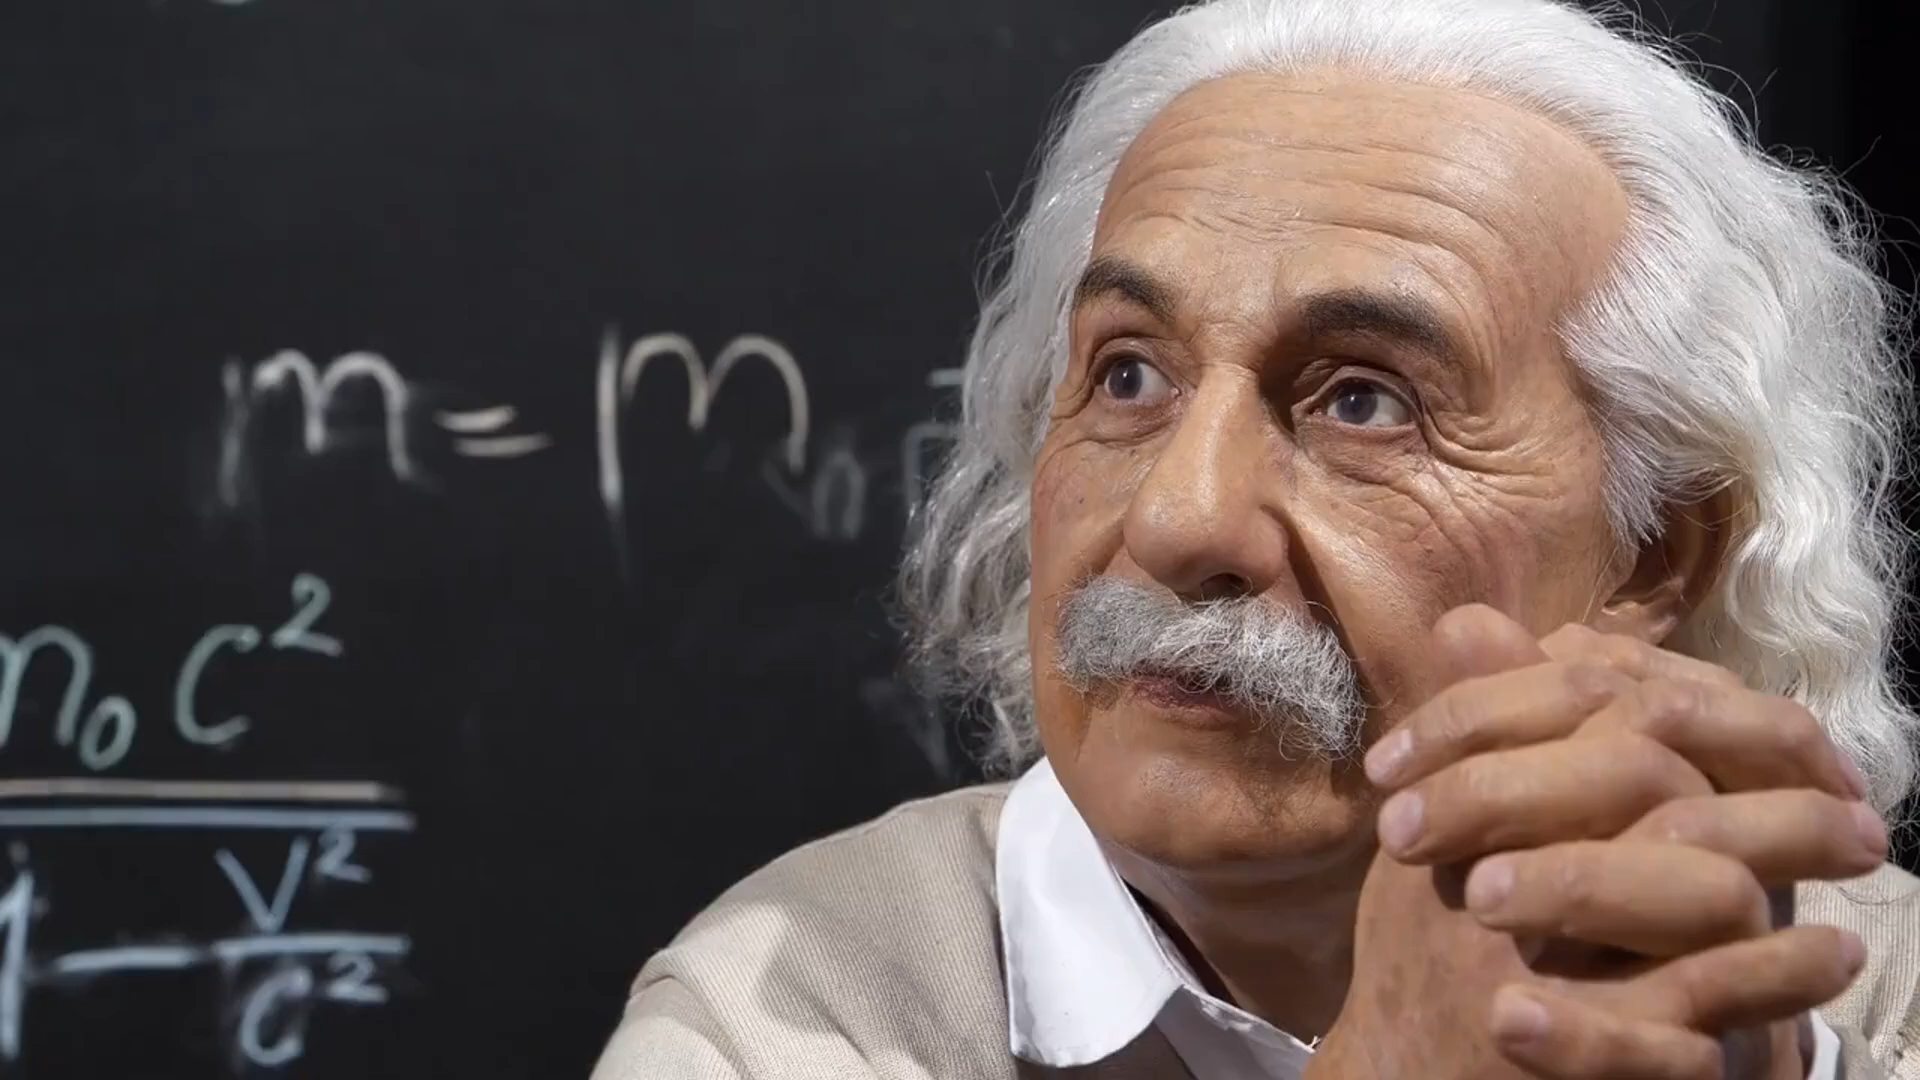 m = m₀
m₀c²
1 - v²
c²